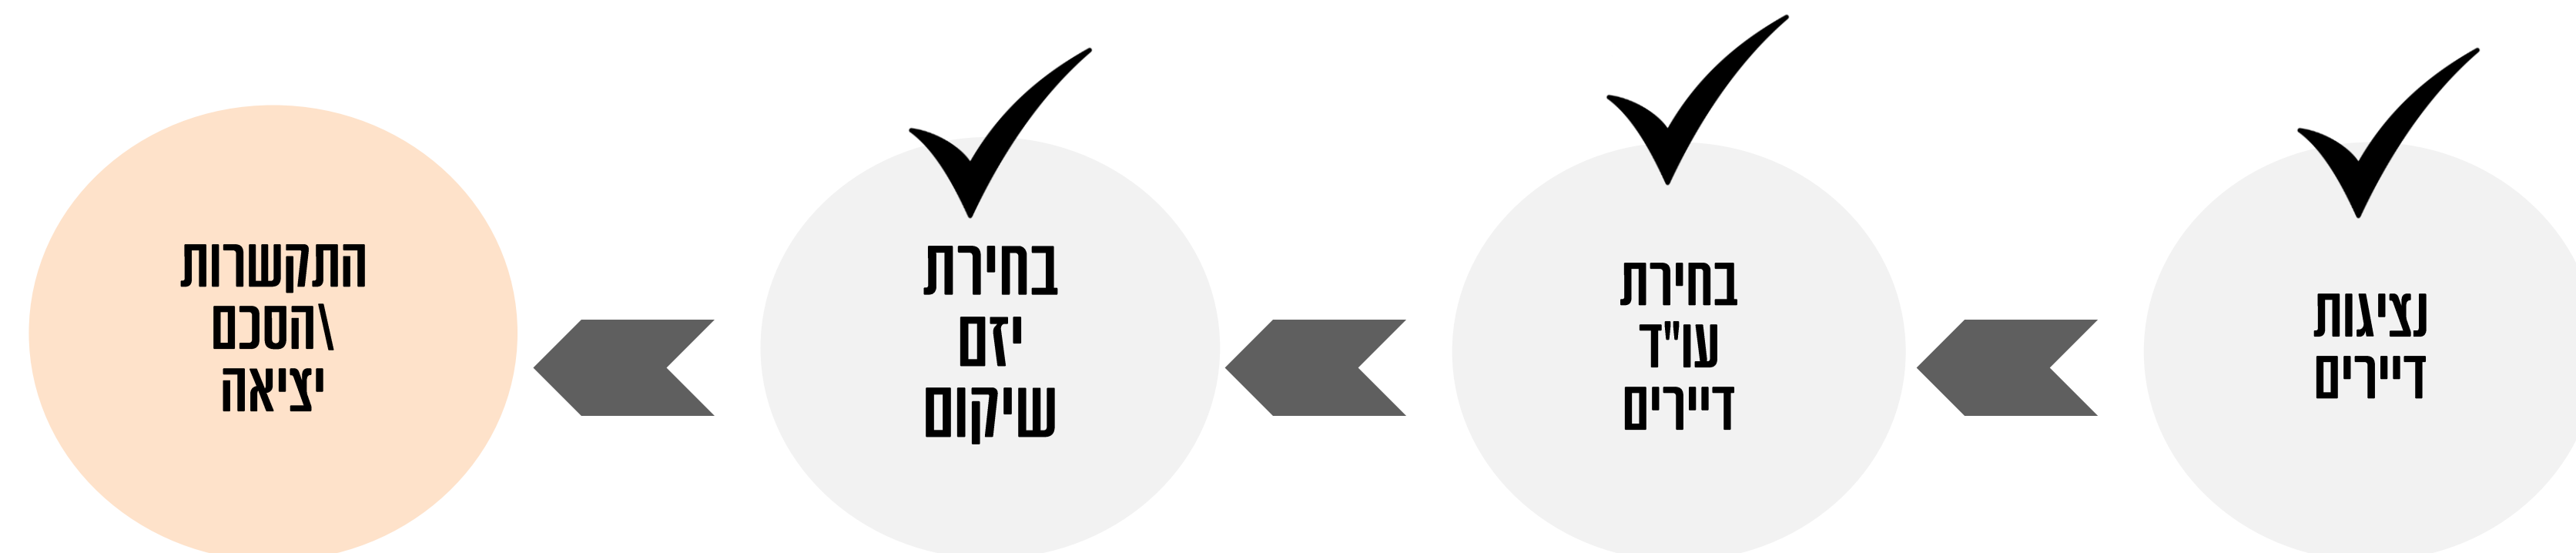 נציגות
דיירים
בחירת
עו"ד
דיירים
בחירת
יזם
שיקום
התקשרות
\הסכם
יציאה